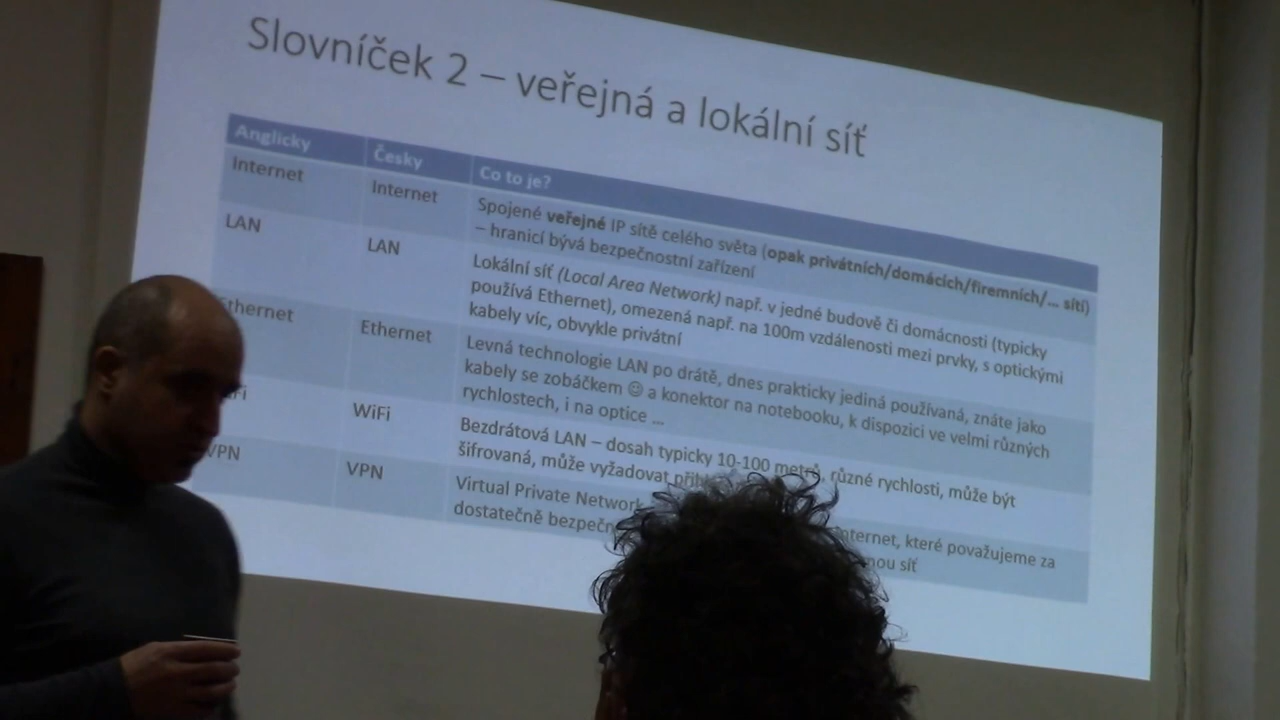 Slovníček 2 – veřejná a lokální síť
Anglicky Česky Co to je?
Internet Internet Spojené veřejné IP sítě celého světa (opak privátních/domácích/firemních/... sítí)
– hranicí bývá bezpečnostní zařízení
LAN LAN Lokální síť (Local Area Network) např. v jedné budově či domácnosti (typicky
používá Ethernet), omezená např. na 100m vzdálenosti mezi prvky, s optickými
kabely víc, obvykle privátní
Ethernet Ethernet Levná technologie LAN po drátě, dnes prakticky jediná používaná, znáte jako
kabely se zobáčkem ☺ a konektor na notebooku, k dispozici ve velmi různých
rychlostech, i na optice ...
WiFi Bezdrátová LAN – dosah typicky 10-100 metrů, různé rychlosti, může být
šifrovaná, může vyžadovat
VPN VPN Virtual Private Network internet, které považujeme za
dostatečně síť